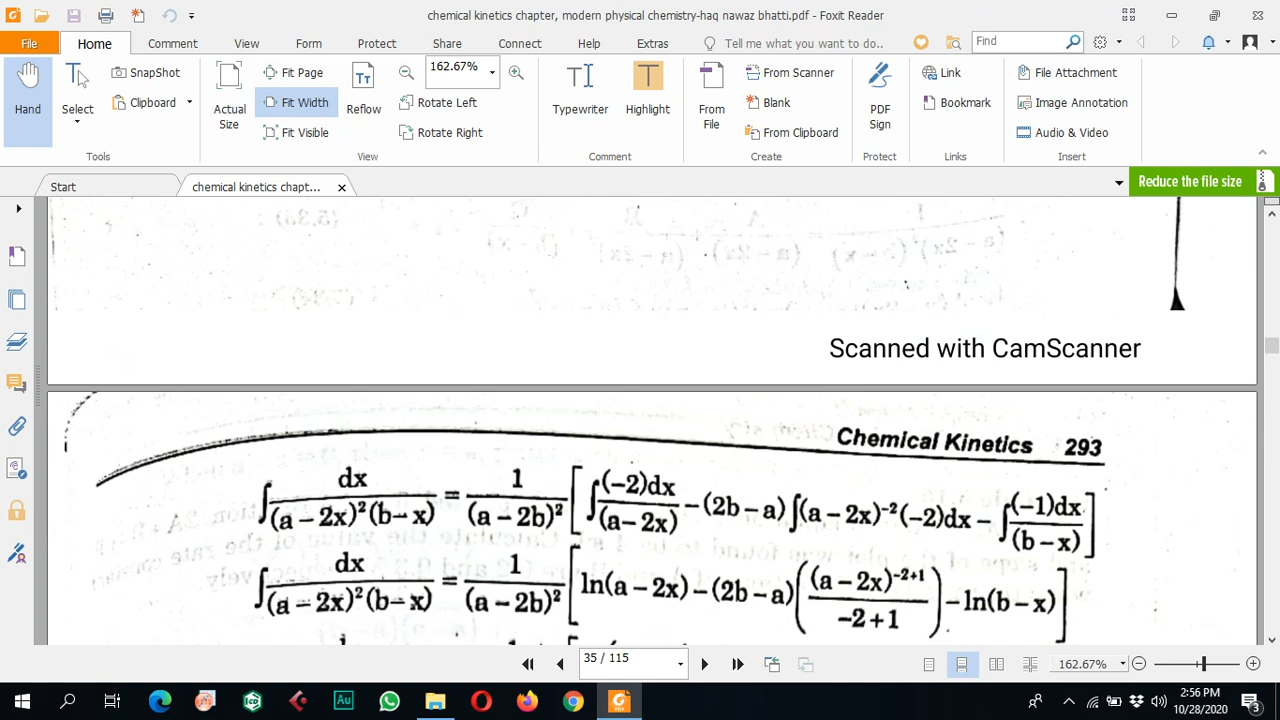 chemical kinetics chapter, modern physical chemistry-haq nawaz bhatti.pdf - Foxit Reader
File Home Comment View Form Protect Share Connect Help Extras Tell me what you want to do.. Find
Hand
Select
SnapShot
Clipboard
Tools
Actual Size
Fit Page
Fit Width
Fit Visible
Reflow
162.67%
Rotate Left
Rotate Right
View
Typewriter
Highlight
Comment
From File
From Scanner
Blank
From Clipboard
Create
PDF Sign
Protect
Link
Bookmark
Links
File Attachment
Image Annotation
Audio & Video
Insert
Start
chemical kinetics chapt...
Reduce the file size
Scanned with CamScanner
Chemical Kinetics 293
∫ dx/((a – 2x)²(b – x)) = 1/(a – 2b)² [ ∫ (–2)dx/(a – 2x) – (2b – a) ∫(a – 2x)⁻²(–2)dx – ∫ (–1)dx/(b – x) ]
∫ dx/((a – 2x)²(b – x)) = 1/(a – 2b)² [ ln(a – 2x) – (2b – a) ( (a – 2x)⁻²⁺¹/(–2+1) ) – ln(b – x) ]
35 / 115
162.67%
Au
2:56 PM
10/28/2020
3